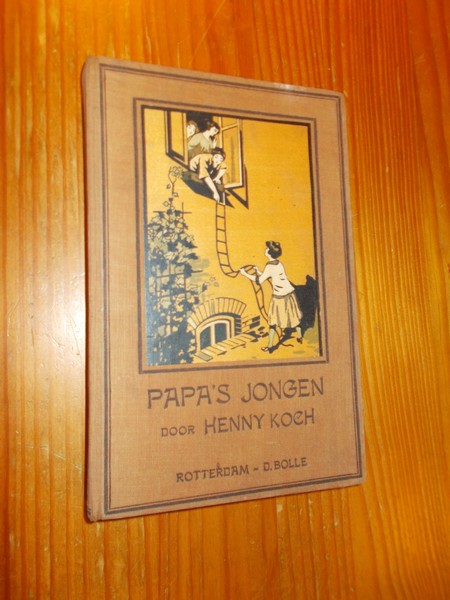 PAPA'S JONGEN
DOOR HENNY KOCH
ROTTERDAM - D. BOLLE